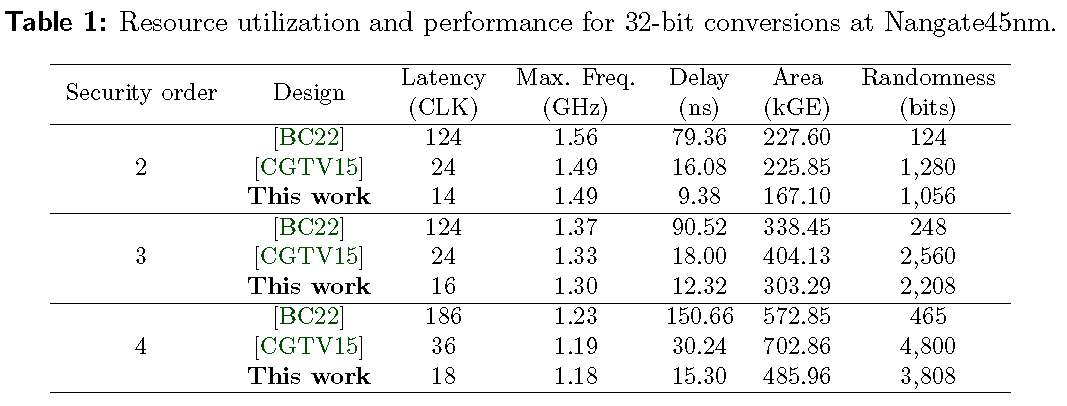 Table 1: Resource utilization and performance for 32-bit conversions at Nangate45nm.
Security order Design Latency (CLK) Max. Freq. (GHz) Delay (ns) Area (kGE) Randomness (bits)
[BC22] 124 1.56 79.36 227.60 124
2 [CGTV15] 24 1.49 16.08 225.85 1,280
This work 14 1.49 9.38 167.10 1,056
[BC22] 124 1.37 90.52 338.45 248
3 [CGTV15] 24 1.33 18.00 404.13 2,560
This work 16 1.30 12.32 303.29 2,208
[BC22] 186 1.23 150.66 572.85 465
4 [CGTV15] 36 1.19 30.24 702.86 4,800
This work 18 1.18 15.30 485.96 3,808